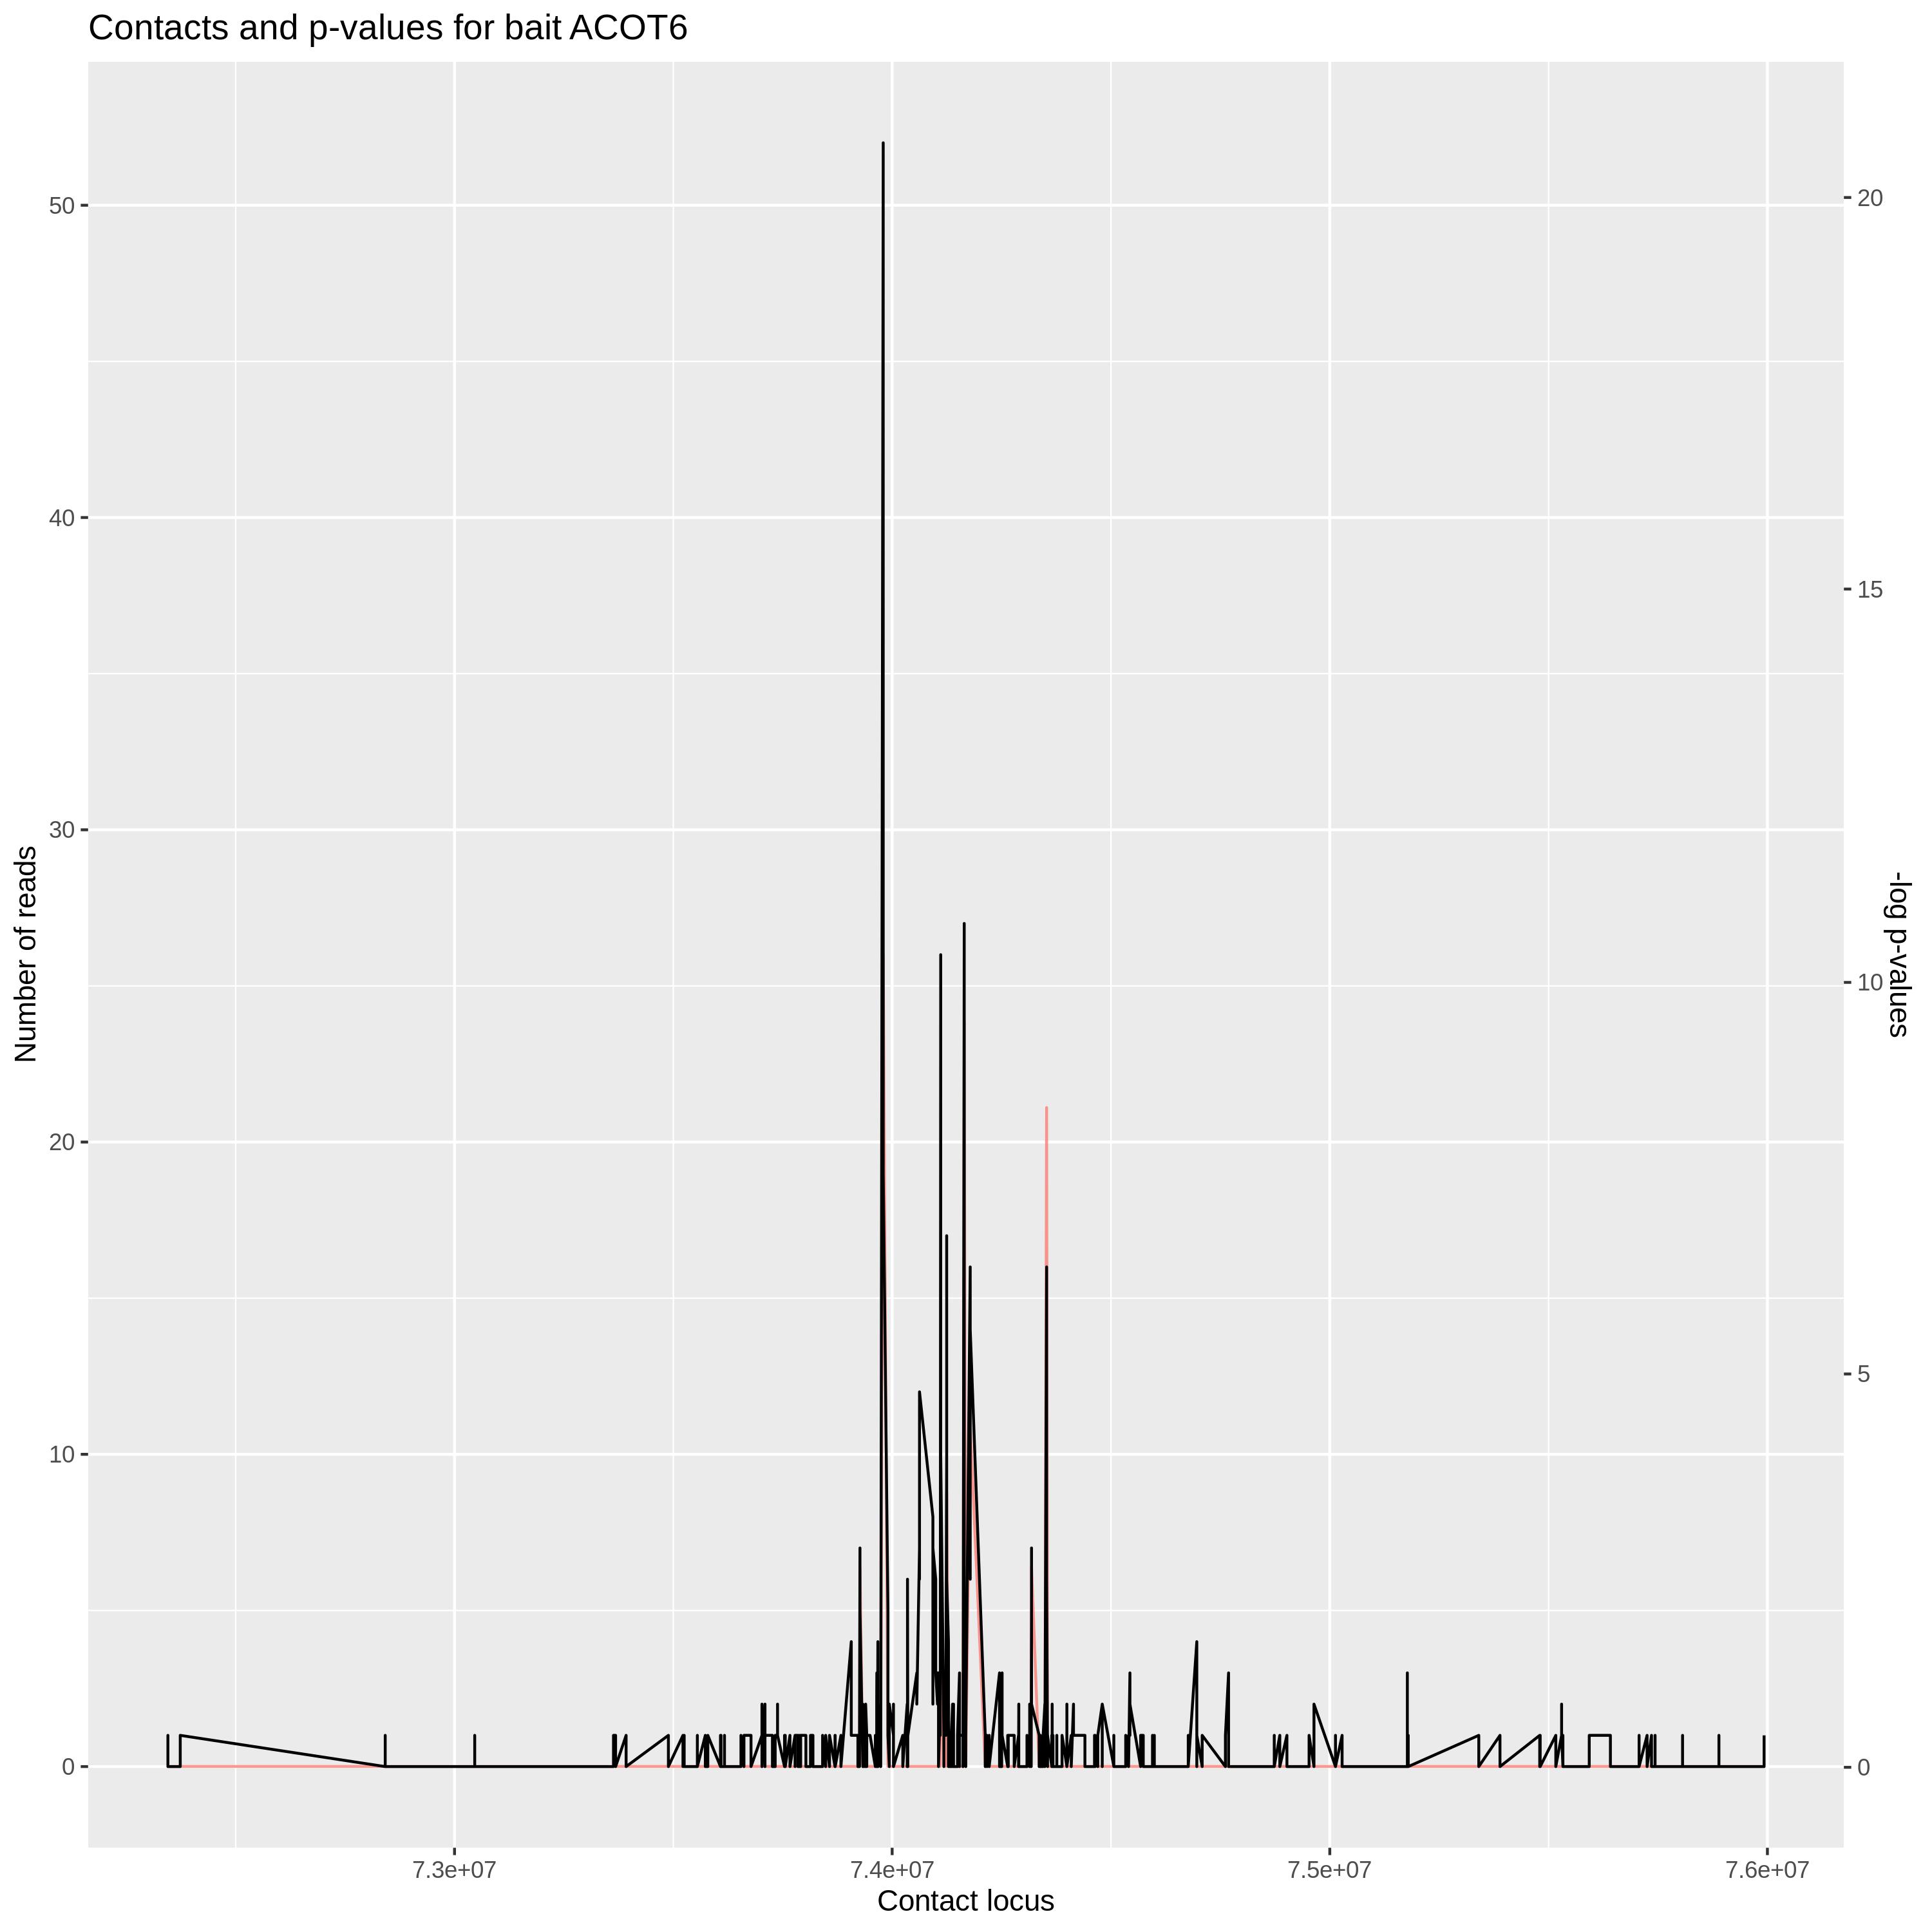 Contacts and p-values for bait ACOT6
Number of reads
50
40
30
20
10
0
20
15
10
5
0
-log p-values
7.3e+07 7.4e+07 7.5e+07 7.6e+07
Contact locus